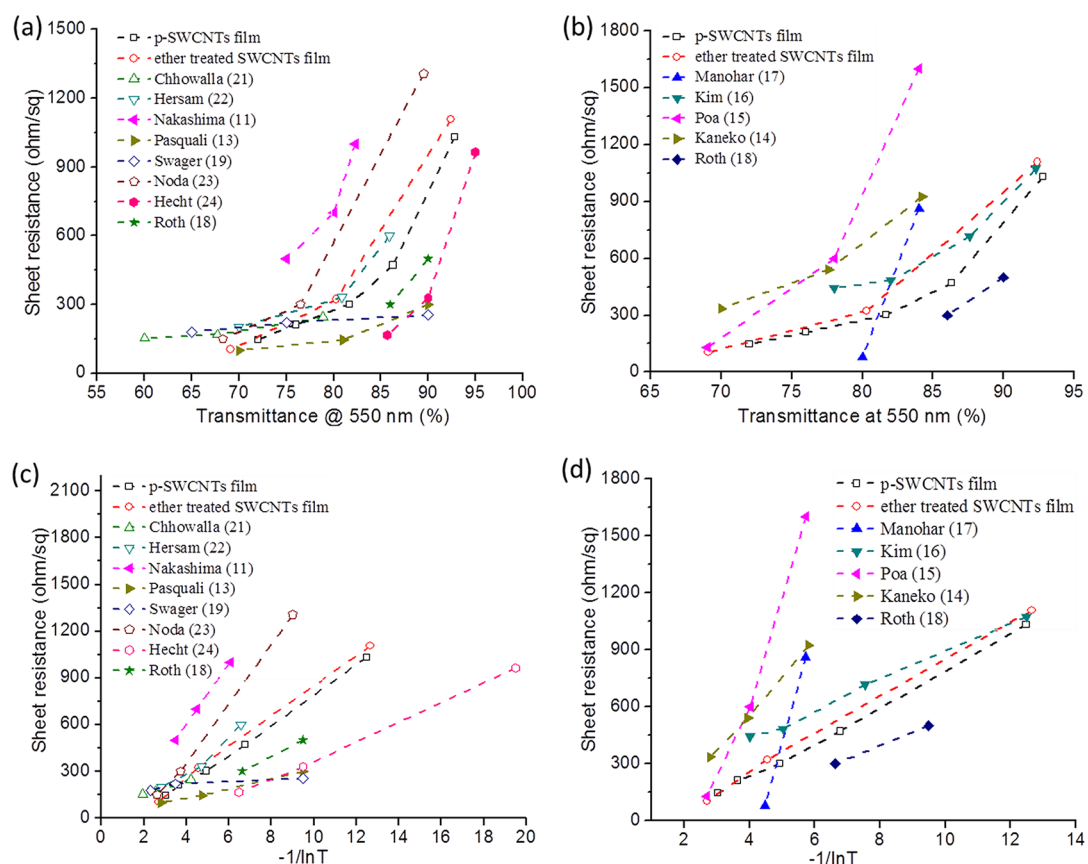 (a)
1500
1200
900
600
300
0
Sheet resistance (ohm/sq)
p-SWCNTs film
ether treated SWCNTs film
Chhowalla (21)
Hersam (22)
Nakashima (11)
Pasquali (13)
Swager (19)
Noda (23)
Hecht (24)
Roth (18)
55 60 65 70 75 80 85 90 95 100
Transmittance @ 550 nm (%)
(b)
1800
1500
1200
900
600
300
0
Sheet resistance (ohm/sq)
p-SWCNTs film
ether treated SWCNTs film
Manohar (17)
Kim (16)
Poa (15)
Kaneko (14)
Roth (18)
65 70 75 80 85 90 95
Transmittance at 550 nm (%)
(c)
2100
1800
1500
1200
900
600
300
0
Sheet resistance (ohm/sq)
p-SWCNTs film
ether treated SWCNTs film
Chhowalla (21)
Hersam (22)
Nakashima (11)
Pasquali (13)
Swager (19)
Noda (23)
Hecht (24)
Roth (18)
0 2 4 6 8 10 12 14 16 18 20
-1/lnT
(d)
1800
1500
1200
900
600
300
0
Sheet resistance (ohm/sq)
p-SWCNTs film
ether treated SWCNTs film
Manohar (17)
Kim (16)
Poa (15)
Kaneko (14)
Roth (18)
2 4 6 8 10 12 14
-1/lnT